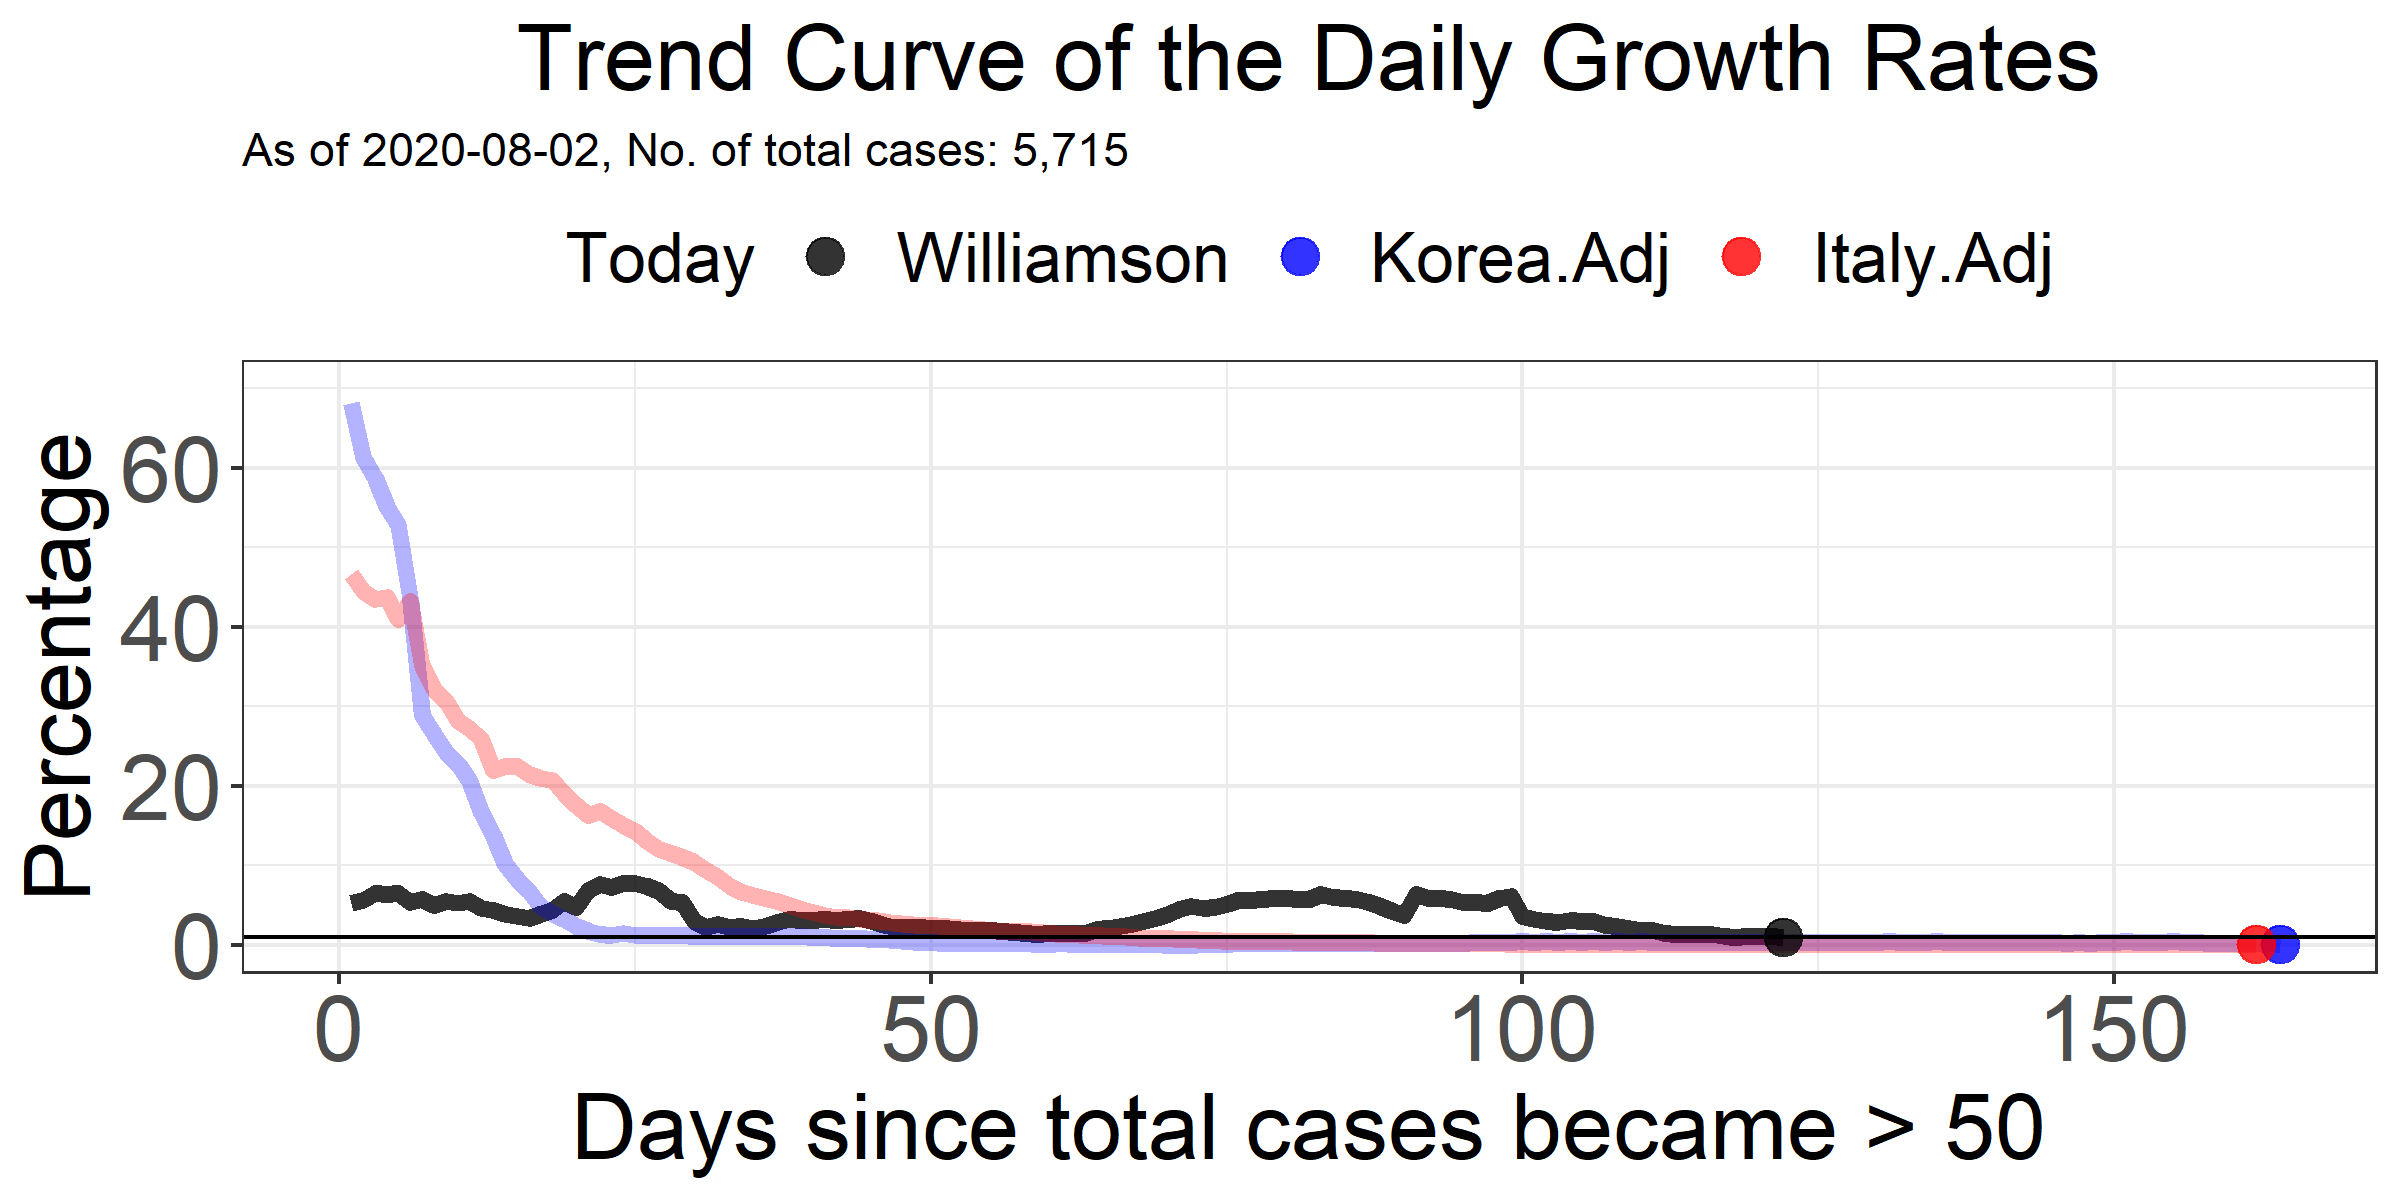 Trend Curve of the Daily Growth Rates
As of 2020-08-02, No. of total cases: 5,715
Today Williamson Korea.Adj Italy.Adj
Percentage
60
40
20
0
0 50 100 150
Days since total cases became > 50